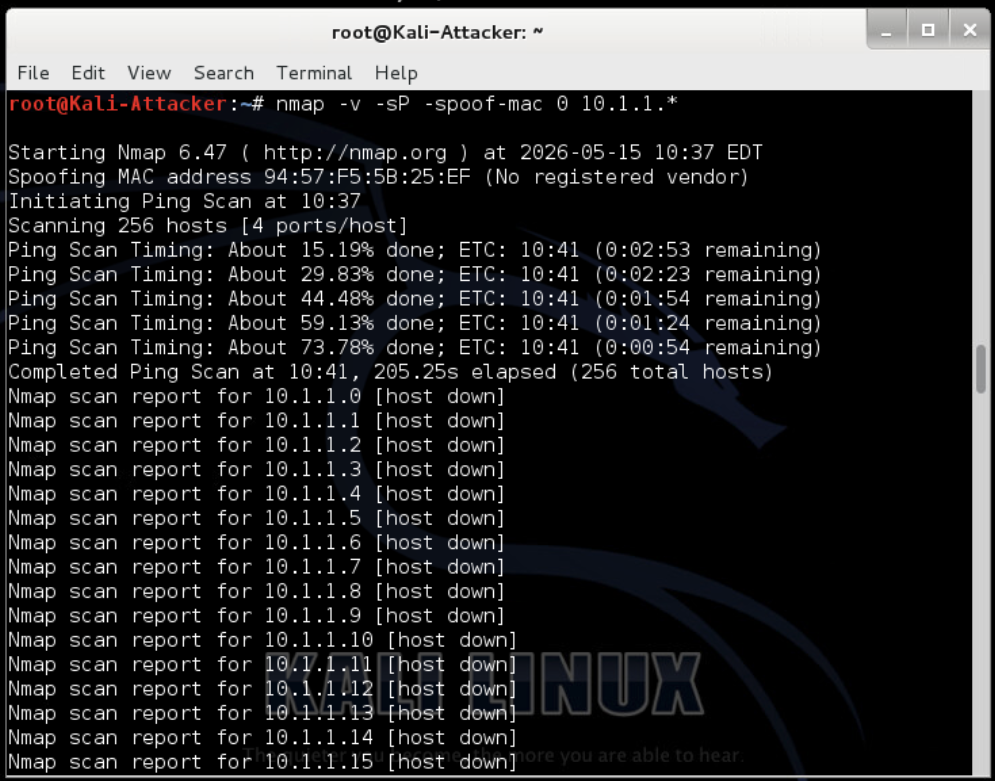 root@Kali-Attacker: ~
File Edit View Search Terminal Help
root@Kali-Attacker:~# nmap -v -sP -spoof-mac 0 10.1.1.*
Starting Nmap 6.47 ( http://nmap.org ) at 2026-05-15 10:37 EDT
Spoofing MAC address 94:57:F5:5B:25:EF (No registered vendor)
Initiating Ping Scan at 10:37
Scanning 256 hosts [4 ports/host]
Ping Scan Timing: About 15.19% done; ETC: 10:41 (0:02:53 remaining)
Ping Scan Timing: About 29.83% done; ETC: 10:41 (0:02:23 remaining)
Ping Scan Timing: About 44.48% done; ETC: 10:41 (0:01:54 remaining)
Ping Scan Timing: About 59.13% done; ETC: 10:41 (0:01:24 remaining)
Ping Scan Timing: About 73.78% done; ETC: 10:41 (0:00:54 remaining)
Completed Ping Scan at 10:41, 205.25s elapsed (256 total hosts)
Nmap scan report for 10.1.1.0 [host down]
Nmap scan report for 10.1.1.1 [host down]
Nmap scan report for 10.1.1.2 [host down]
Nmap scan report for 10.1.1.3 [host down]
Nmap scan report for 10.1.1.4 [host down]
Nmap scan report for 10.1.1.5 [host down]
Nmap scan report for 10.1.1.6 [host down]
Nmap scan report for 10.1.1.7 [host down]
Nmap scan report for 10.1.1.8 [host down]
Nmap scan report for 10.1.1.9 [host down]
Nmap scan report for 10.1.1.10 [host down]
Nmap scan report for 10.1.1.11 [host down]
Nmap scan report for 10.1.1.12 [host down]
Nmap scan report for 10.1.1.13 [host down]
Nmap scan report for 10.1.1.14 [host down]
Nmap scan report for 10.1.1.15 [host down]
KALI LINUX
The quieter you become, the more you are able to hear.